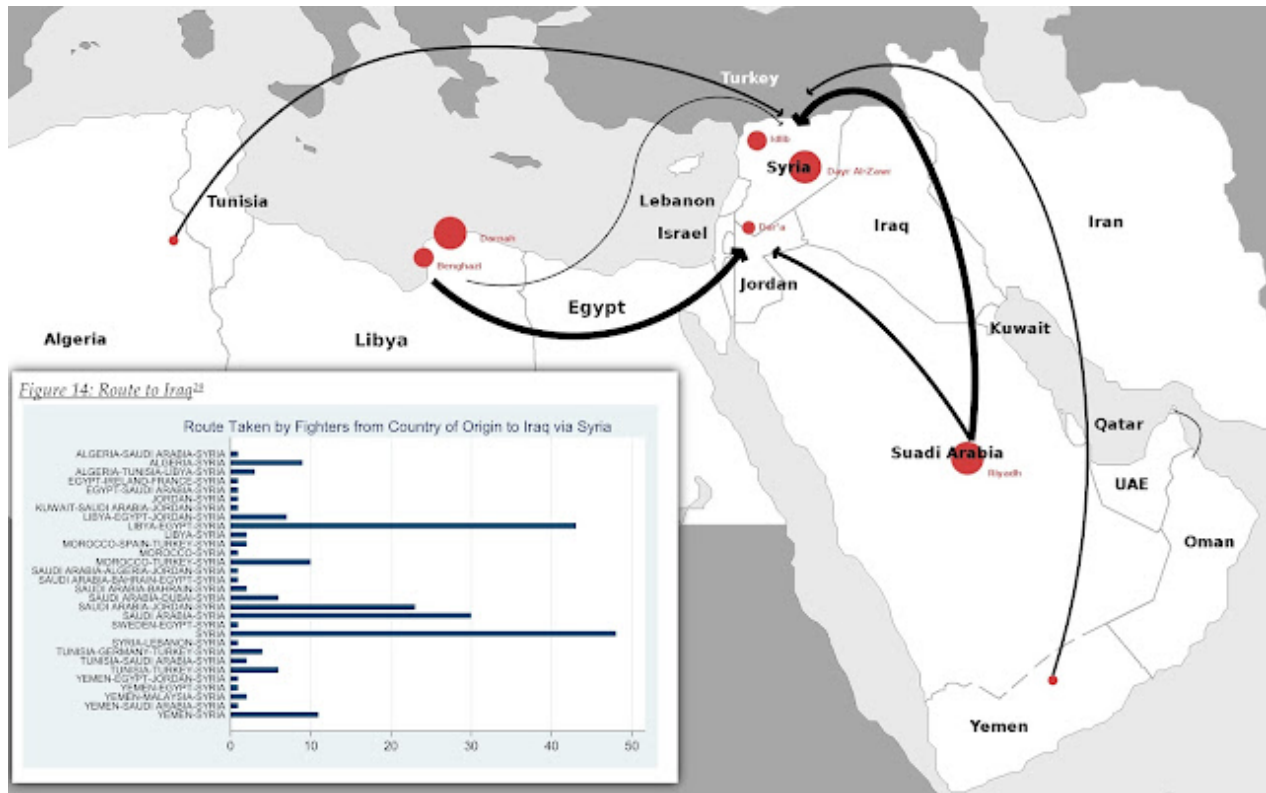 Turkey
Idlib
Syria
Dayr Al-Zawr
Tunisia
Lebanon
Iraq
Iran
Israel
Dar'a
Darnah
Benghazi
Jordan
Egypt
Kuwait
Algeria
Libya
Qatar
Suadi Arabia
Riyadh
UAE
Oman
Yemen
Figure 14: Route to Iraq
Route Taken by Fighters from Country of Origin to Iraq via Syria
ALGERIA-SAUDI ARABIA-SYRIA
ALGERIA-SYRIA
ALGERIA-TUNISIA-LIBYA-SYRIA
EGYPT-IRELAND-FRANCE-SYRIA
EGYPT-SAUDI ARABIA-SYRIA
JORDAN-SYRIA
KUWAIT-SAUDI ARABIA-JORDAN-SYRIA
LIBYA-EGYPT-JORDAN-SYRIA
LIBYA-EGYPT-SYRIA
LIBYA-SYRIA
MOROCCO-SPAIN-TURKEY-SYRIA
MOROCCO-SYRIA
MOROCCO-TURKEY-SYRIA
SAUDI ARABIA-ALGERIA-JORDAN-SYRIA
SAUDI ARABIA-BAHRAIN-EGYPT-SYRIA
SAUDI ARABIA-BAHRAIN-SYRIA
SAUDI ARABIA-DUBAI-SYRIA
SAUDI ARABIA-JORDAN-SYRIA
SAUDI ARABIA-SYRIA
SWEDEN-EGYPT-SYRIA
SYRIA
SYRIA-LEBANON-SYRIA
TUNISIA-GERMANY-TURKEY-SYRIA
TUNISIA-SAUDI ARABIA-SYRIA
TUNISIA-TURKEY-SYRIA
YEMEN-EGYPT-JORDAN-SYRIA
YEMEN-EGYPT-SYRIA
YEMEN-MALAYSIA-SYRIA
YEMEN-SAUDI ARABIA-SYRIA
YEMEN-SYRIA
0 10 20 30 40 50